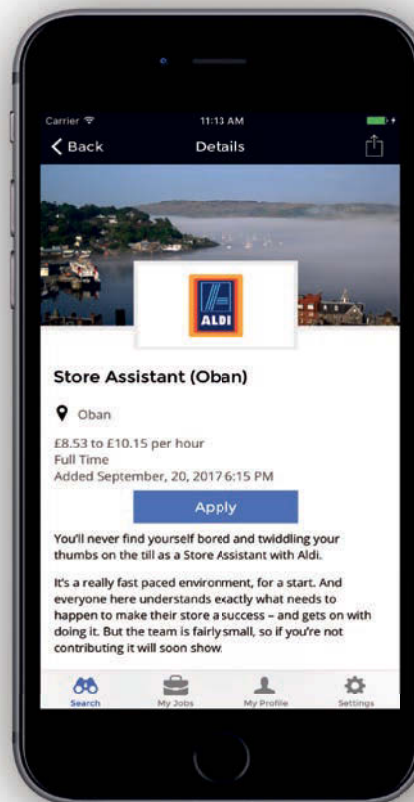 Carrier 11:13 AM
Back Details
ALDI
Store Assistant (Oban)
Oban
£8.53 to £10.15 per hour
Full Time
Added September, 20, 2017 6:15 PM
Apply
You'll never find yourself bored and twiddling your
thumbs on the till as a Store Assistant with Aldi.
It's a really fast paced environment, for a start. And
everyone here understands exactly what needs to
happen to make their store a success – and gets on with
doing it. But the team is fairly small, so if you're not
contributing it will soon show.
Search My Jobs My Profile Settings